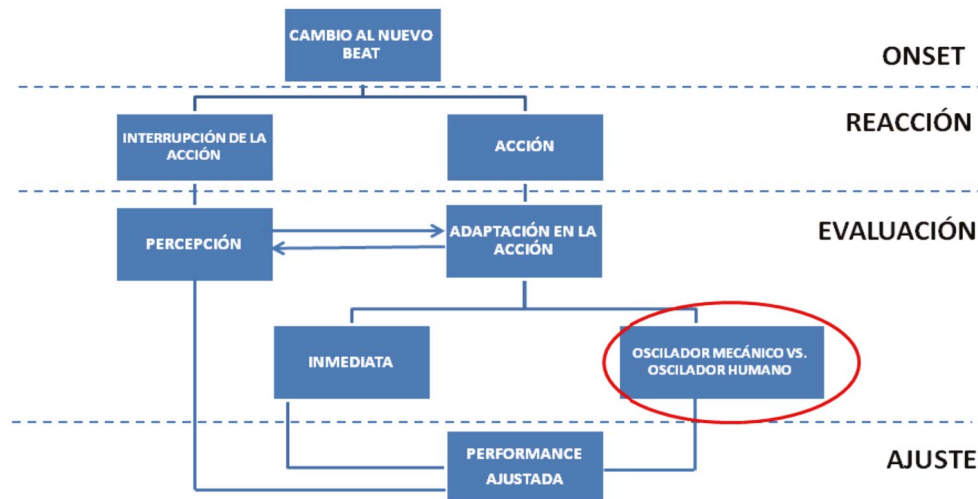 CAMBIO AL NUEVO
BEAT
ONSET
INTERRUPCIÓN DE LA
ACCIÓN
ACCIÓN
REACCIÓN
PERCEPCIÓN
ADAPTACIÓN EN LA
ACCIÓN
EVALUACIÓN
INMEDIATA
OSCILADOR MECÁNICO VS.
OSCILADOR HUMANO
PERFORMANCE
AJUSTADA
AJUSTE